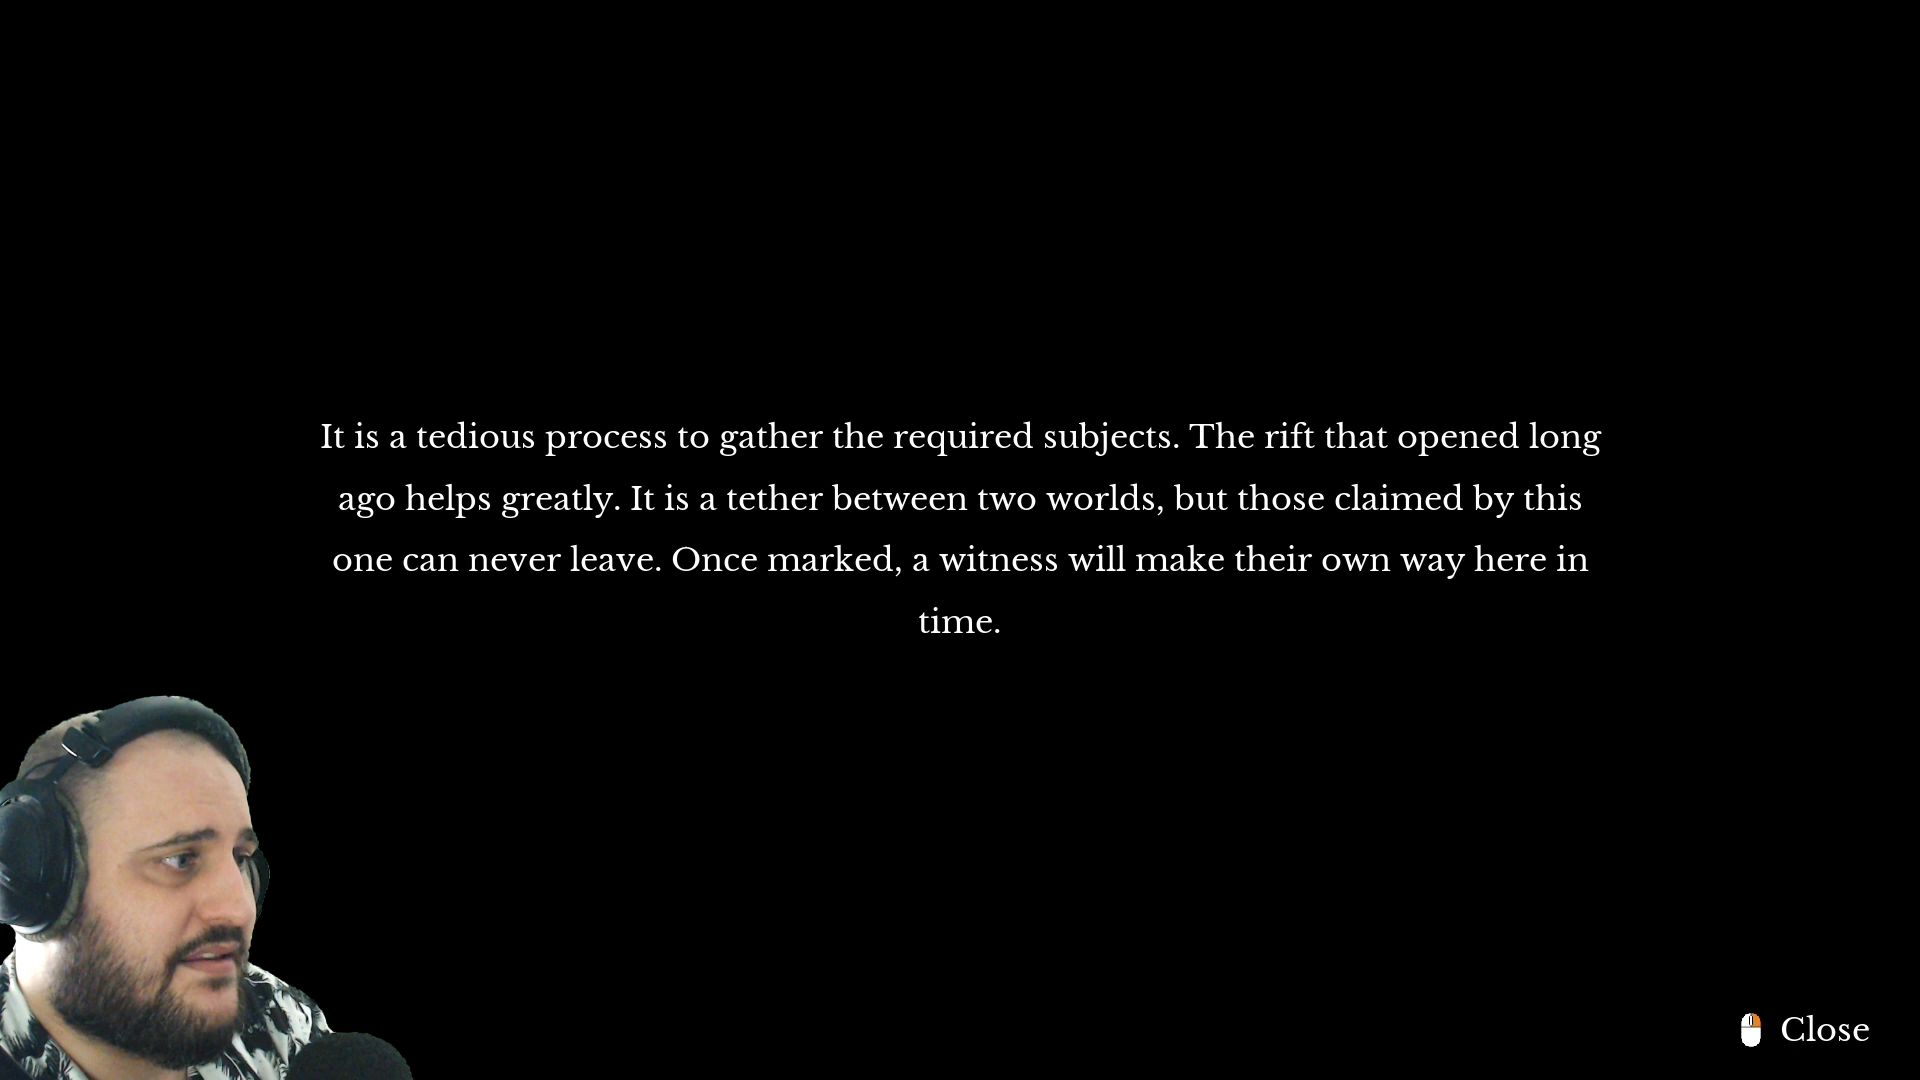 It is a tedious process to gather the required subjects. The rift that opened long
ago helps greatly. It is a tether between two worlds, but those claimed by this
one can never leave. Once marked, a witness will make their own way here in
time.
Close